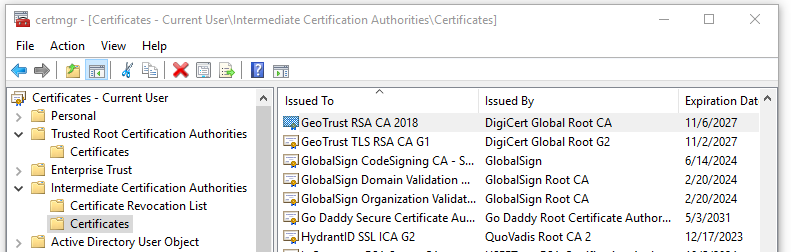 certmgr - [Certificates - Current User\Intermediate Certification Authorities\Certificates]
File Action View Help
Certificates - Current User
Personal
Trusted Root Certification Authorities
Certificates
Enterprise Trust
Intermediate Certification Authorities
Certificate Revocation List
Certificates
Active Directory User Object
Issued To Issued By Expiration Dat
GeoTrust RSA CA 2018 DigiCert Global Root CA 11/6/2027
GeoTrust TLS RSA CA G1 DigiCert Global Root G2 11/2/2027
GlobalSign CodeSigning CA - S... GlobalSign 6/14/2024
GlobalSign Domain Validation ... GlobalSign Root CA 2/20/2024
GlobalSign Organization Validat... GlobalSign Root CA 2/20/2024
Go Daddy Secure Certificate Au... Go Daddy Root Certificate Author... 5/3/2031
HydrantID SSL ICA G2 QuoVadis Root CA 2 12/17/2023